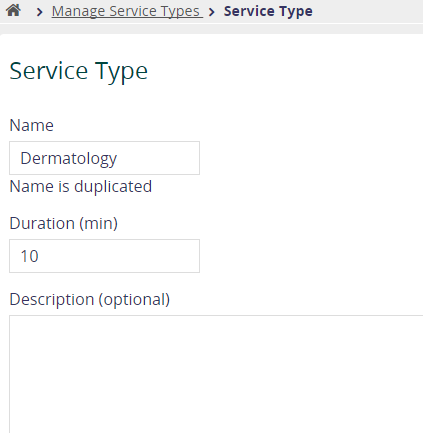 Manage Service Types > Service Type
Service Type
Name
Dermatology
Name is duplicated
Duration (min)
10
Description (optional)